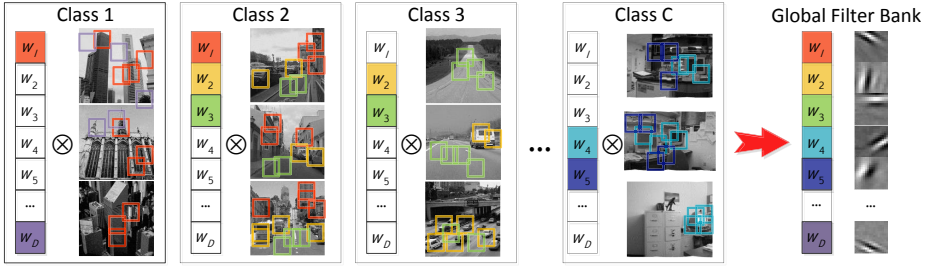 Class 1
Class 2
Class 3
Class C
Global Filter Bank
W1
W2
W3
W4
W5
...
WD
⊗
W1
W2
W3
W4
W5
...
WD
⊗
W1
W2
W3
W4
W5
...
WD
⊗
...
W1
W2
W3
W4
W5
...
WD
⊗
W1
W2
W3
W4
W5
...
WD
...